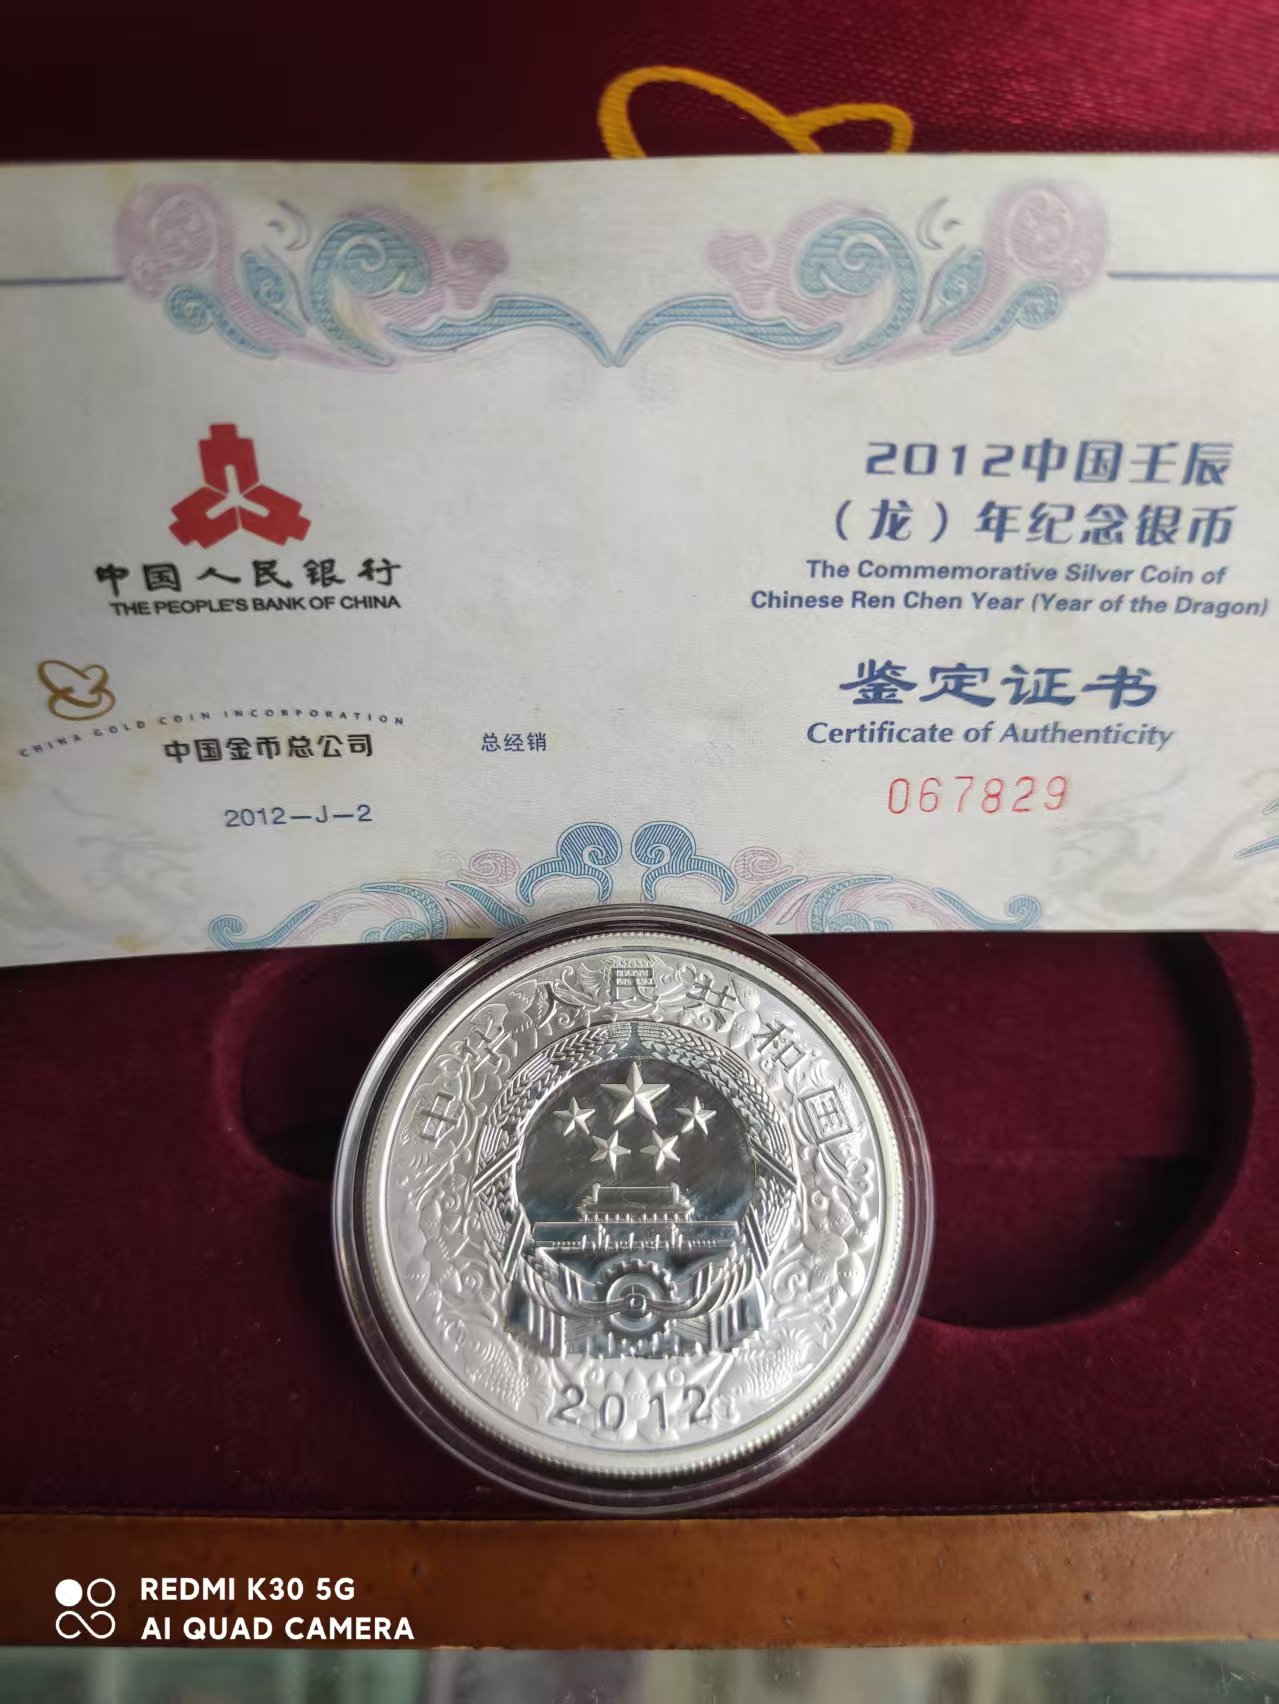 中国人民银行
THE PEOPLE'S BANK OF CHINA
CHINA GOLD COIN INCORPORATION
中国金币总公司
总经销
2012—J—2
2012中国壬辰
（龙）年纪念银币
The Commemorative Silver Coin of
Chinese Ren Chen Year (Year of the Dragon)
鉴定证书
Certificate of Authenticity
067829
中华人民共和国
2012
REDMI K30 5G
AI QUAD CAMERA